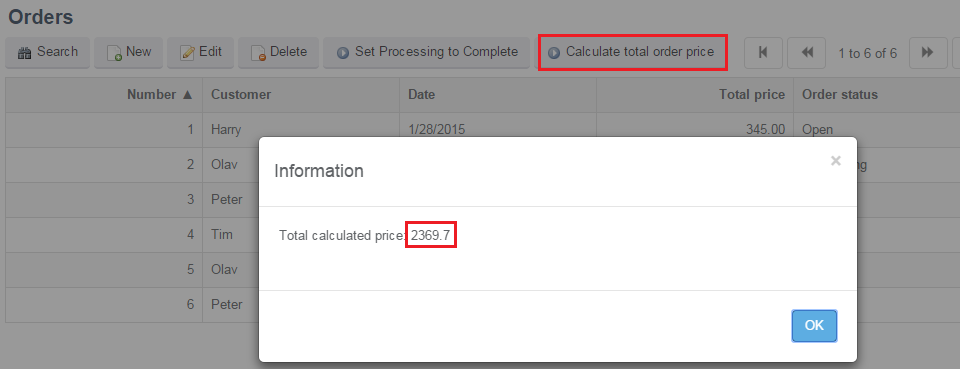 Orders
Search New Edit Delete Set Processing to Complete Calculate total order price 1 to 6 of 6
Number ▲ Customer Date Total price Order status
1 Harry 1/28/2015 345.00 Open
2 Olav
3 Peter
4 Tim
5 Olav
6 Peter
Information ×
Total calculated price: 2369.7
OK